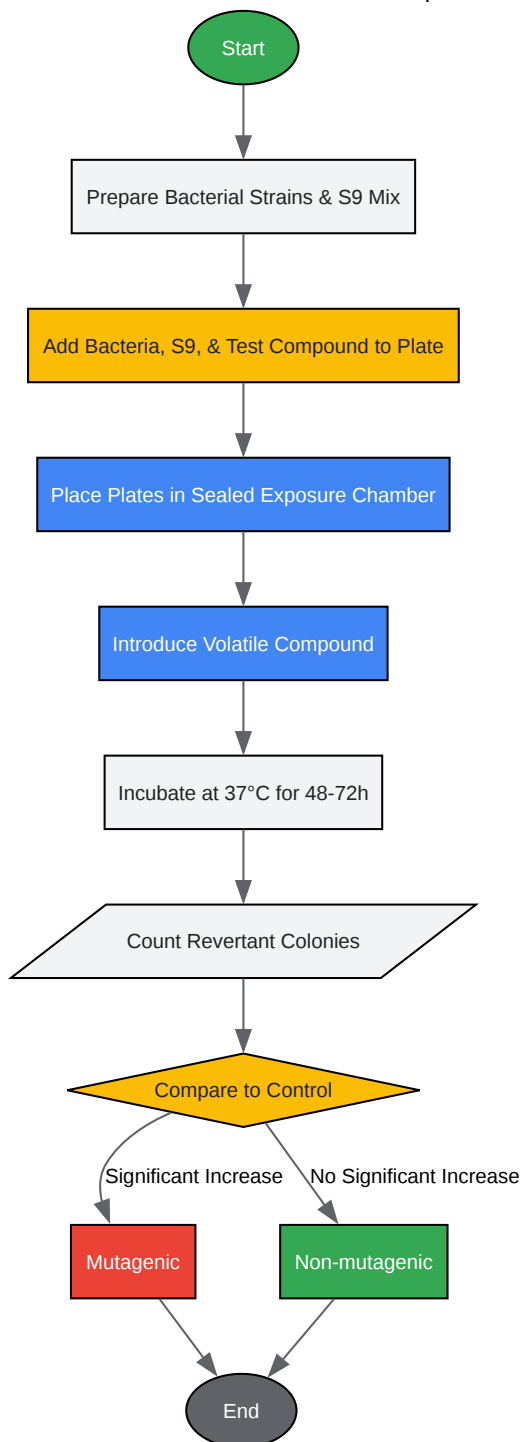 Start
Prepare Bacterial Strains & S9 Mix
Add Bacteria, S9, & Test Compound to Plate
Place Plates in Sealed Exposure Chamber
Introduce Volatile Compound
Incubate at 37°C for 48-72h
Count Revertant Colonies
Compare to Control
Significant Increase
No Significant Increase
Mutagenic
Non-mutagenic
End